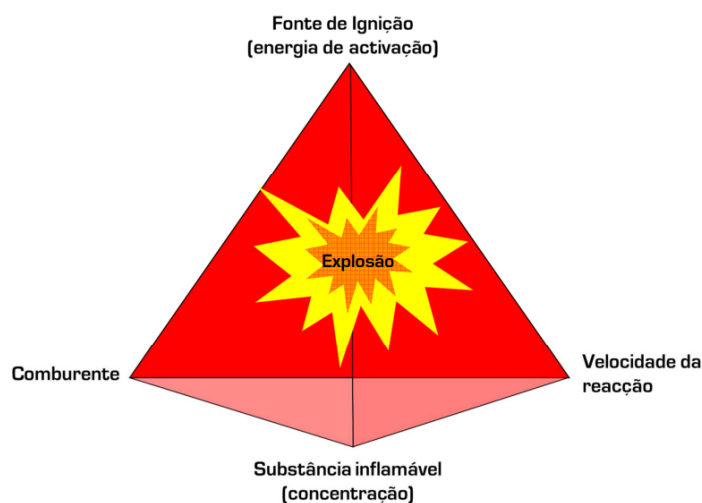 Fonte de Ignição
(energia de activação)
Explosão
Comburente
Velocidade da
reacção
Substância inflamável
(concentração)